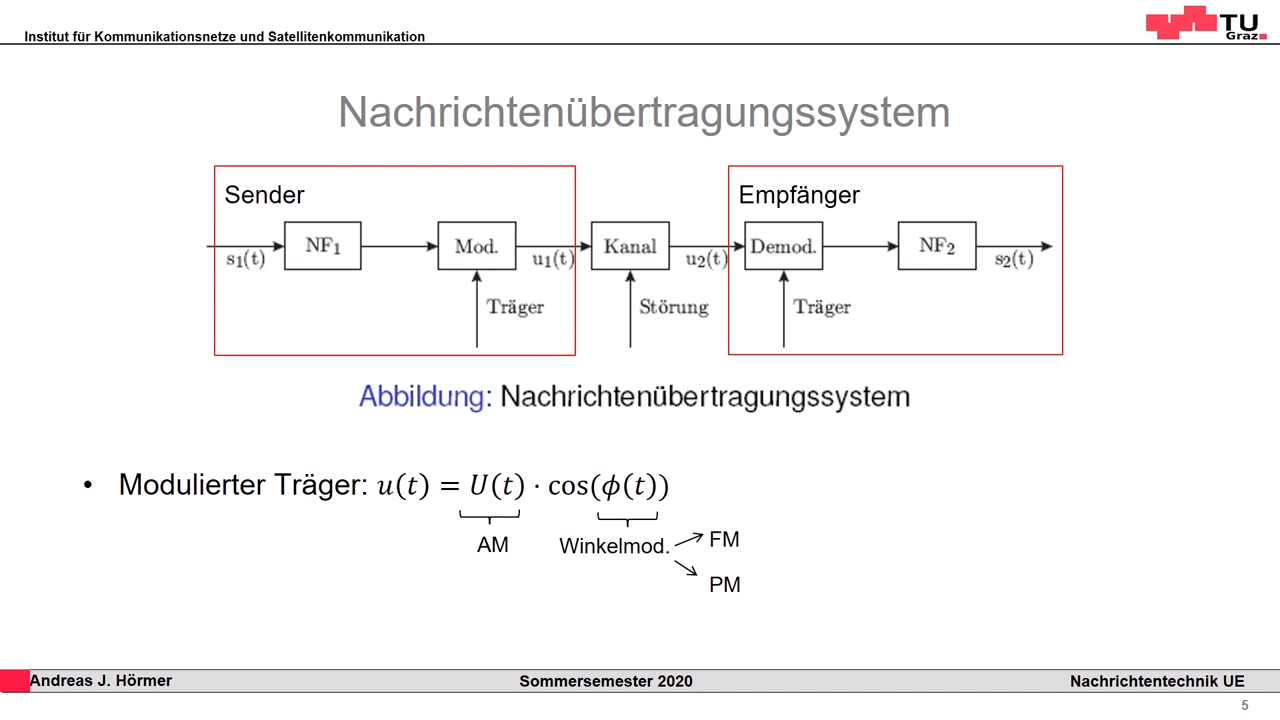 Institut für Kommunikationsnetze und Satellitenkommunikation
TU
Graz
Nachrichtenübertragungssystem
Sender
Empfänger
s₁(t)
NF₁
Mod.
u₁(t)
Kanal
u₂(t)
Demod.
NF₂
s₂(t)
Träger
Störung
Träger
Abbildung: Nachrichtenübertragungssystem
• Modulierter Träger: u(t) = U(t) · cos(ϕ(t))
AM
Winkelmod.
FM
PM
Andreas J. Hörmer
Sommersemester 2020
Nachrichtentechnik UE
5